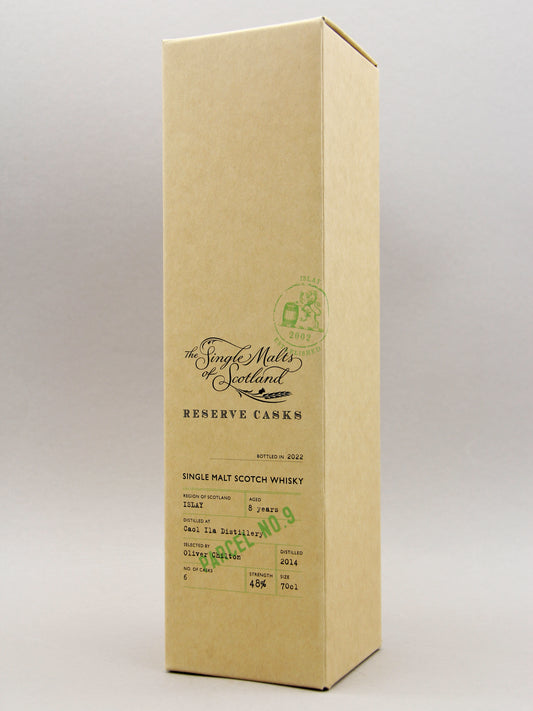 ISLAY
2002
ESTABLISHED
The Single Malts
of Scotland
RESERVE CASKS
BOTTLED IN 2022
SINGLE MALT SCOTCH WHISKY
REGION OF SCOTLAND AGED
ISLAY 8 years
DISTILLED AT
Caol Ila Distillery
PARCEL NO.9
SELECTED BY DISTILLED
Oliver Chilton 2014
NO. OF CASKS STRENGTH SIZE
6 48% 70cl